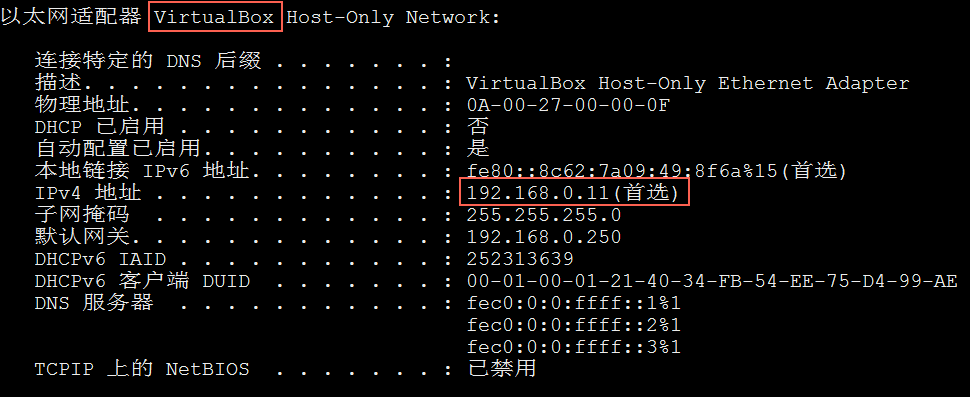 以太网适配器 VirtualBox Host-Only Network:
连接特定的 DNS 后缀 . . . . . . . :
描述. . . . . . . . . . . . . . . : VirtualBox Host-Only Ethernet Adapter
物理地址. . . . . . . . . . . . . : 0A-00-27-00-00-0F
DHCP 已启用 . . . . . . . . . . . : 否
自动配置已启用. . . . . . . . . . : 是
本地链接 IPv6 地址. . . . . . . . : fe80::8c62:7a09:49:8f6a%15(首选)
IPv4 地址 . . . . . . . . . . . . : 192.168.0.11(首选)
子网掩码 . . . . . . . . . . . . : 255.255.255.0
默认网关. . . . . . . . . . . . . : 192.168.0.250
DHCPv6 IAID . . . . . . . . . . . : 252313639
DHCPv6 客户端 DUID . . . . . . . : 00-01-00-01-21-40-34-FB-54-EE-75-D4-99-AE
DNS 服务器 . . . . . . . . . . . : fec0:0:0:ffff::1%1
fec0:0:0:ffff::2%1
fec0:0:0:ffff::3%1
TCPIP 上的 NetBIOS . . . . . . . : 已禁用